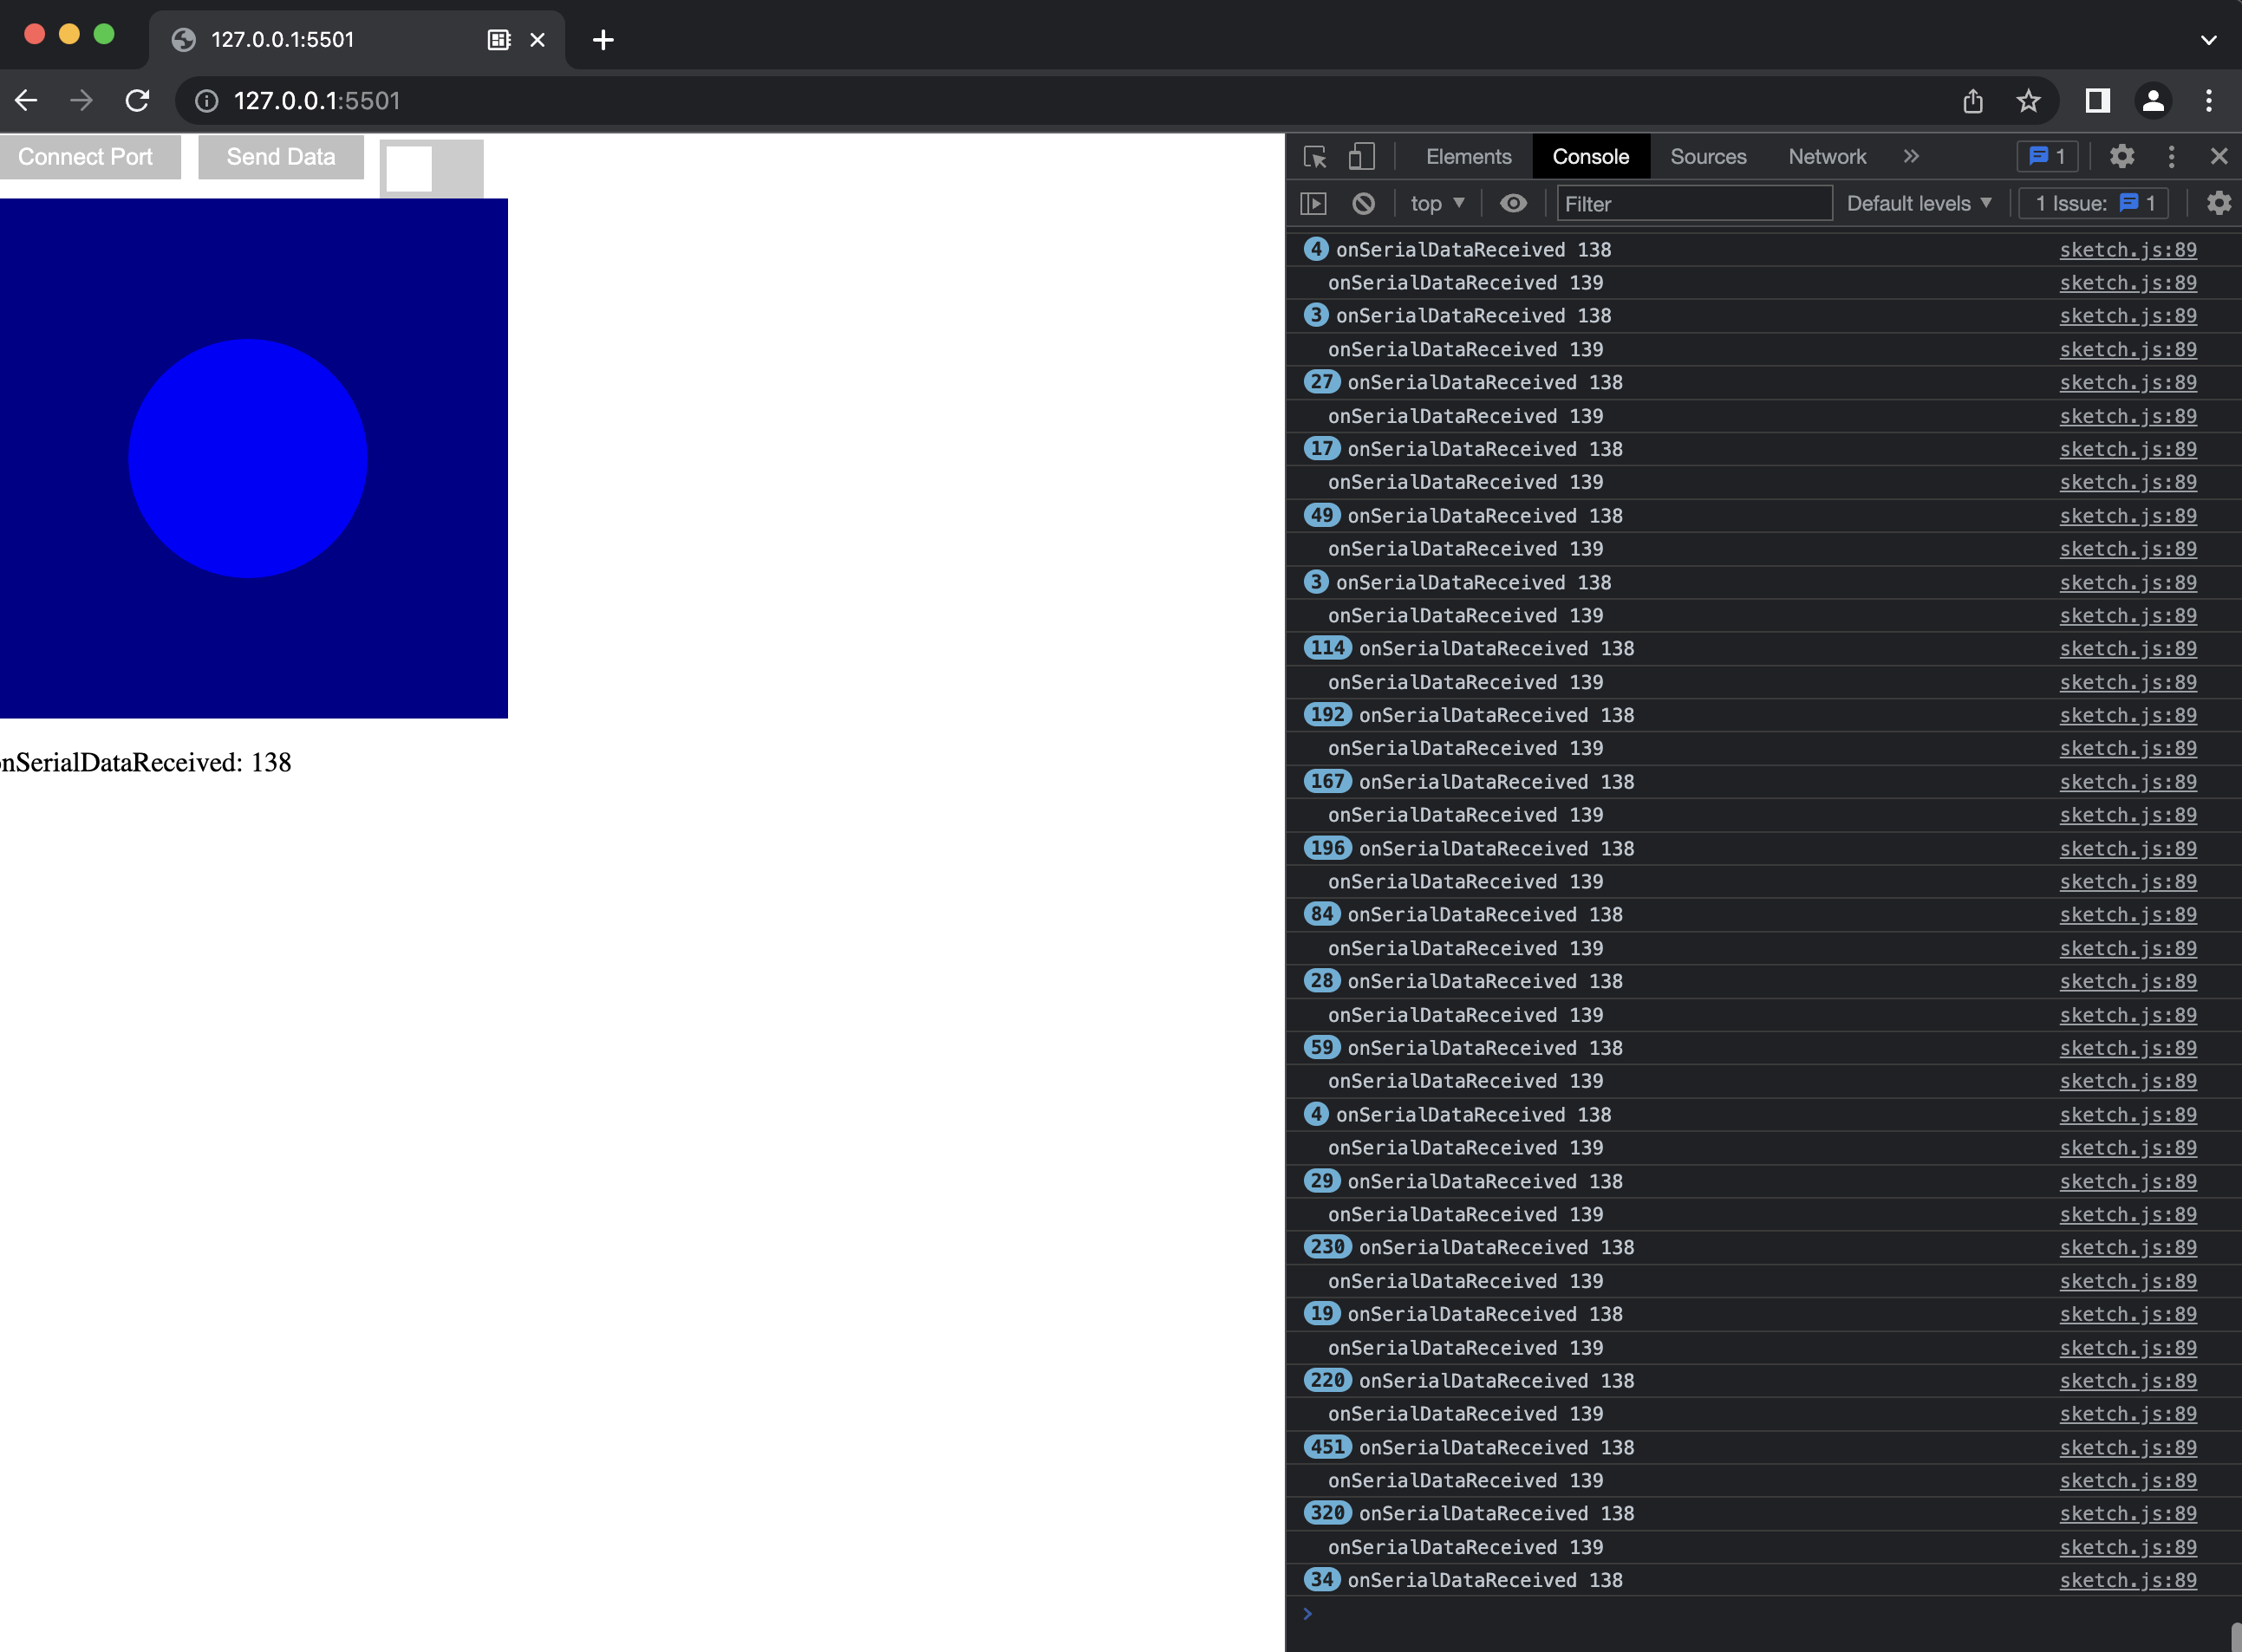 127.0.0.1:5501
127.0.0.1:5501
Connect Port Send Data
nSerialDataReceived: 138
Elements Console Sources Network 1
top Filter Default levels 1 Issue: 1
4 onSerialDataReceived 138 sketch.js:89
onSerialDataReceived 139 sketch.js:89
3 onSerialDataReceived 138 sketch.js:89
onSerialDataReceived 139 sketch.js:89
27 onSerialDataReceived 138 sketch.js:89
onSerialDataReceived 139 sketch.js:89
17 onSerialDataReceived 138 sketch.js:89
onSerialDataReceived 139 sketch.js:89
49 onSerialDataReceived 138 sketch.js:89
onSerialDataReceived 139 sketch.js:89
3 onSerialDataReceived 138 sketch.js:89
onSerialDataReceived 139 sketch.js:89
114 onSerialDataReceived 138 sketch.js:89
onSerialDataReceived 139 sketch.js:89
192 onSerialDataReceived 138 sketch.js:89
onSerialDataReceived 139 sketch.js:89
167 onSerialDataReceived 138 sketch.js:89
onSerialDataReceived 139 sketch.js:89
196 onSerialDataReceived 138 sketch.js:89
onSerialDataReceived 139 sketch.js:89
84 onSerialDataReceived 138 sketch.js:89
onSerialDataReceived 139 sketch.js:89
28 onSerialDataReceived 138 sketch.js:89
onSerialDataReceived 139 sketch.js:89
59 onSerialDataReceived 138 sketch.js:89
onSerialDataReceived 139 sketch.js:89
4 onSerialDataReceived 138 sketch.js:89
onSerialDataReceived 139 sketch.js:89
29 onSerialDataReceived 138 sketch.js:89
onSerialDataReceived 139 sketch.js:89
230 onSerialDataReceived 138 sketch.js:89
onSerialDataReceived 139 sketch.js:89
19 onSerialDataReceived 138 sketch.js:89
onSerialDataReceived 139 sketch.js:89
220 onSerialDataReceived 138 sketch.js:89
onSerialDataReceived 139 sketch.js:89
451 onSerialDataReceived 138 sketch.js:89
onSerialDataReceived 139 sketch.js:89
320 onSerialDataReceived 138 sketch.js:89
onSerialDataReceived 139 sketch.js:89
34 onSerialDataReceived 138 sketch.js:89